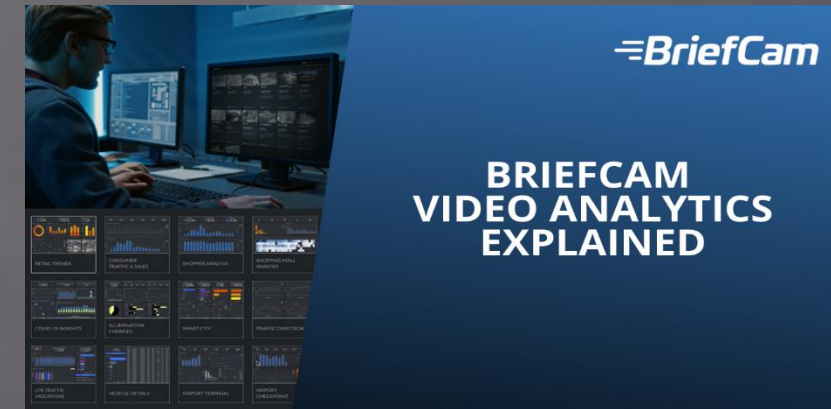 BriefCam
BRIEFCAM
VIDEO ANALYTICS
EXPLAINED
RETAIL TRENDS
CONSUMER
TRAFFIC & SALES
SHOPPER ANALYSIS
SHOPPING MALL
ANALYSIS
COVID-19 INSIGHTS
ILLUMINATION
CHANGES
SMART CITY
TRAFFIC DIRECTION
LPR TRAFFIC
VIOLATIONS
VEHICLE DETAILS
AIRPORT TERMINAL
AIRPORT
CHECKPOINT